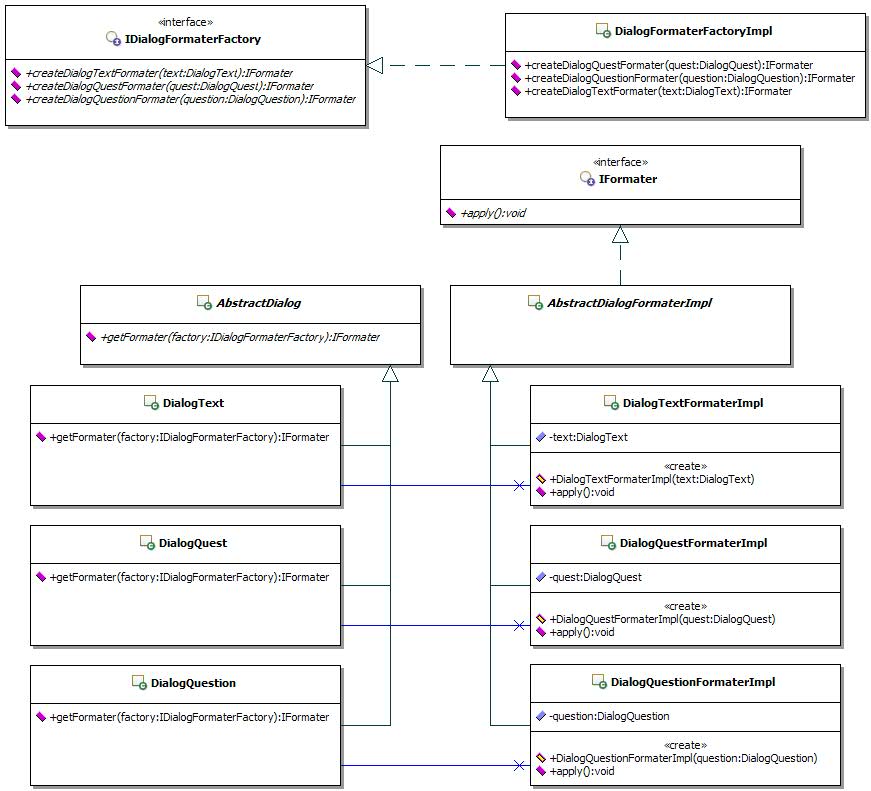 «interface»
IDialogFormaterFactory
+createDialogTextFormater(text:DialogText):IFormater
+createDialogQuestFormater(quest:DialogQuest):IFormater
+createDialogQuestionFormater(question:DialogQuestion):IFormater
DialogFormaterFactoryImpl
+createDialogQuestFormater(quest:DialogQuest):IFormater
+createDialogQuestionFormater(question:DialogQuestion):IFormater
+createDialogTextFormater(text:DialogText):IFormater
«interface»
IFormater
+apply():void
AbstractDialog
+getFormater(factory:IDialogFormaterFactory):IFormater
AbstractDialogFormaterImpl
DialogText
+getFormater(factory:IDialogFormaterFactory):IFormater
DialogTextFormaterImpl
-text:DialogText
«create»
+DialogTextFormaterImpl(text:DialogText)
+apply():void
DialogQuest
+getFormater(factory:IDialogFormaterFactory):IFormater
DialogQuestFormaterImpl
-quest:DialogQuest
«create»
+DialogQuestFormaterImpl(quest:DialogQuest)
+apply():void
DialogQuestion
+getFormater(factory:IDialogFormaterFactory):IFormater
DialogQuestionFormaterImpl
-question:DialogQuestion
«create»
+DialogQuestionFormaterImpl(question:DialogQuestion)
+apply():void